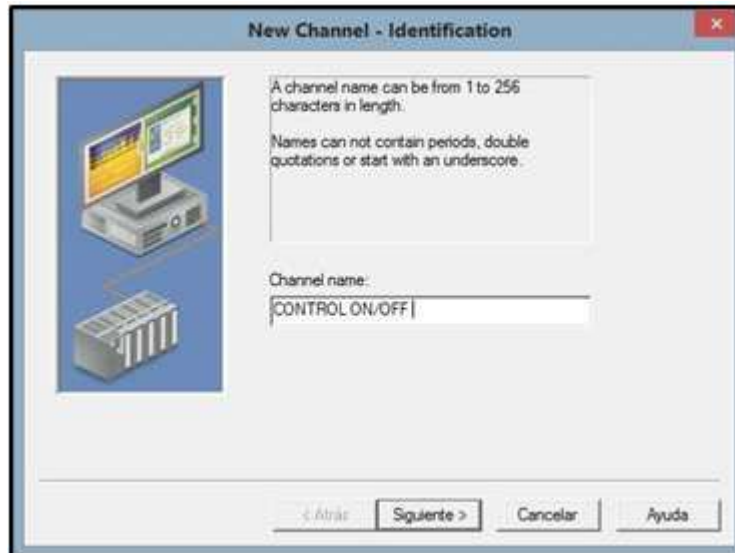 New Channel - Identification
A channel name can be from 1 to 256
characters in length.
Names can not contain periods, double
quotations or start with an underscore.
Channel name:
CONTROL ON/OFF
< Atrás
Siguiente >
Cancelar
Ayuda